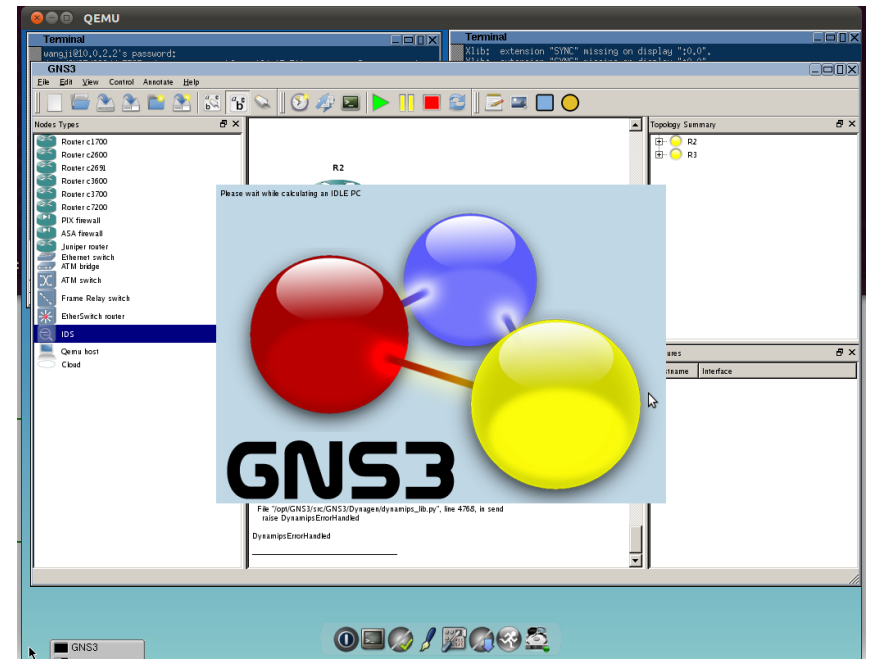 QEMU
Terminal
wangji@10.0.2.2's password:
Terminal
Xlib:  extension "SYNC" missing on display ":0.0".
GNS3
File Edit View Control Annotate Help
Nodes Types
Router c1700
Router c2600
Router c2691
Router c3600
Router c3700
Router c7200
PIX firewall
ASA firewall
Juniper router
Ethernet switch
ATM bridge
ATM switch
Frame Relay switch
EtherSwitch router
IDS
Qemu host
Cloud
R2
Please wait while calculating an IDLE PC
GNS3
File "/opt/GNS3/src/GNS3/Dynagen/dynamips_lib.py", line 4768, in send
raise DynamipsErrorHandled
DynamipsErrorHandled
Topology Summary
R2
R3
Interface
GNS3